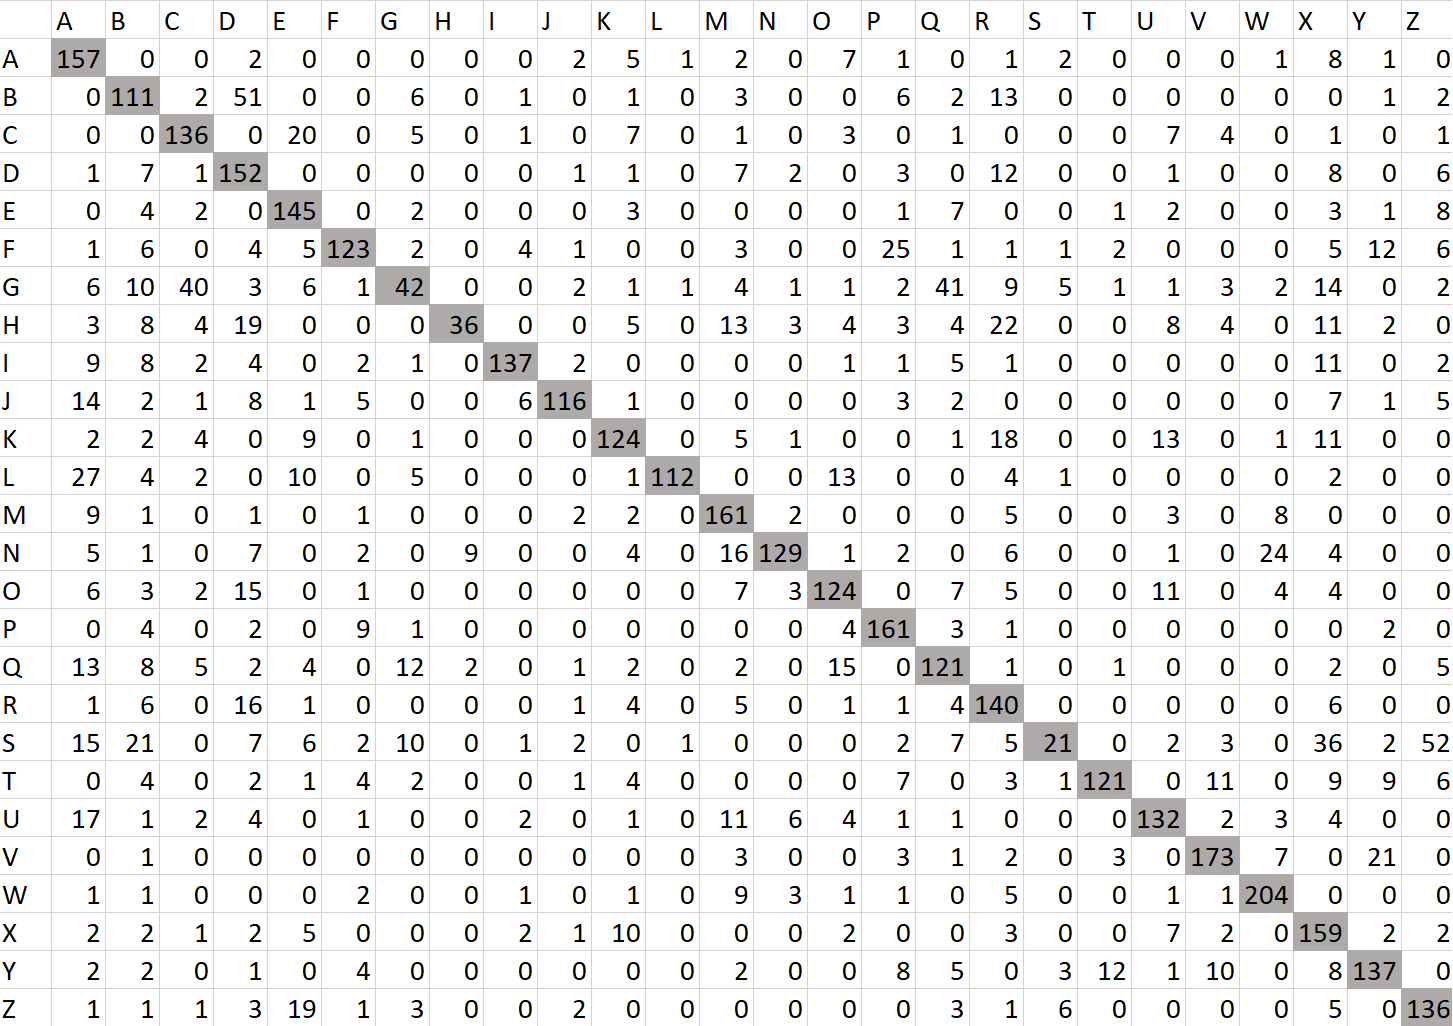 A B C D E F G H I J K L M N O P Q R S T U V W X Y Z
A 157 0 0 2 0 0 0 0 0 2 5 1 2 0 7 1 0 1 2 0 0 0 1 8 1 0
B 0 111 2 51 0 0 6 0 1 0 1 0 3 0 0 6 2 13 0 0 0 0 0 0 1 2
C 0 0 136 0 20 0 5 0 1 0 7 0 1 0 3 0 1 0 0 0 7 4 0 1 0 1
D 1 7 1 152 0 0 0 0 0 1 1 0 7 2 0 3 0 12 0 0 1 0 0 8 0 6
E 0 4 2 0 145 0 2 0 0 0 3 0 0 0 0 1 7 0 0 1 2 0 0 3 1 8
F 1 6 0 4 5 123 2 0 4 1 0 0 3 0 0 25 1 1 1 2 0 0 0 5 12 6
G 6 10 40 3 6 1 42 0 0 2 1 1 4 1 1 2 41 9 5 1 1 3 2 14 0 2
H 3 8 4 19 0 0 0 36 0 0 5 0 13 3 4 3 4 22 0 0 8 4 0 11 2 0
I 9 8 2 4 0 2 1 0 137 2 0 0 0 0 1 1 5 1 0 0 0 0 0 11 0 2
J 14 2 1 8 1 5 0 0 6 116 1 0 0 0 0 3 2 0 0 0 0 0 0 7 1 5
K 2 2 4 0 9 0 1 0 0 0 124 0 5 1 0 0 1 18 0 0 13 0 1 11 0 0
L 27 4 2 0 10 0 5 0 0 0 1 112 0 0 13 0 0 4 1 0 0 0 0 2 0 0
M 9 1 0 1 0 1 0 0 0 2 2 0 161 2 0 0 0 5 0 0 3 0 8 0 0 0
N 5 1 0 7 0 2 0 9 0 0 4 0 16 129 1 2 0 6 0 0 1 0 24 4 0 0
O 6 3 2 15 0 1 0 0 0 0 0 0 7 3 124 0 7 5 0 0 11 0 4 4 0 0
P 0 4 0 2 0 9 1 0 0 0 0 0 0 0 4 161 3 1 0 0 0 0 0 0 2 0
Q 13 8 5 2 4 0 12 2 0 1 2 0 2 0 15 0 121 1 0 1 0 0 0 2 0 5
R 1 6 0 16 1 0 0 0 0 1 4 0 5 0 1 1 4 140 0 0 0 0 0 6 0 0
S 15 21 0 7 6 2 10 0 1 2 0 1 0 0 0 2 7 5 21 0 2 3 0 36 2 52
T 0 4 0 2 1 4 2 0 0 1 4 0 0 0 0 7 0 3 1 121 0 11 0 9 9 6
U 17 1 2 4 0 1 0 0 2 0 1 0 11 6 4 1 1 0 0 0 132 2 3 4 0 0
V 0 1 0 0 0 0 0 0 0 0 0 0 3 0 0 3 1 2 0 3 0 173 7 0 21 0
W 1 1 0 0 0 2 0 0 1 0 1 0 9 3 1 1 0 5 0 0 1 1 204 0 0 0
X 2 2 1 2 5 0 0 0 2 1 10 0 0 0 2 0 0 3 0 0 7 2 0 159 2 2
Y 2 2 0 1 0 4 0 0 0 0 0 0 2 0 0 8 5 0 3 12 1 10 0 8 137 0
Z 1 1 1 3 19 1 3 0 0 2 0 0 0 0 0 0 3 1 6 0 0 0 0 5 0 136